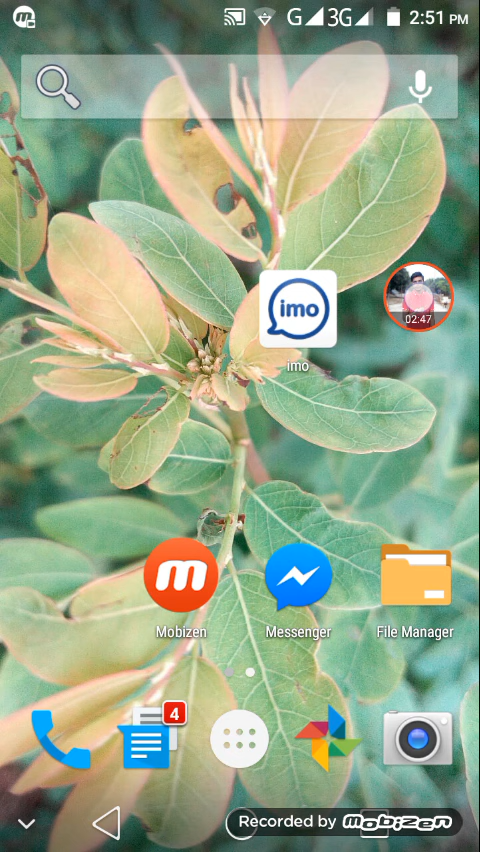 G 3G 2:51 PM
imo
02:47
imo
m
Mobizen
Messenger
File Manager
4
Recorded by mobizen